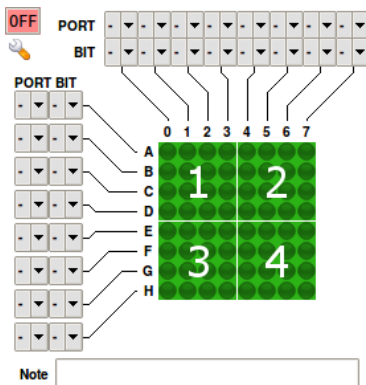 OFF
PORT - - - - - - - -
BIT - - - - - - - -
PORT BIT
0 1 2 3 4 5 6 7
- - A
- - B
- - C
- - D
- - E
- - F
- - G
- - H
1 2
3 4
Note